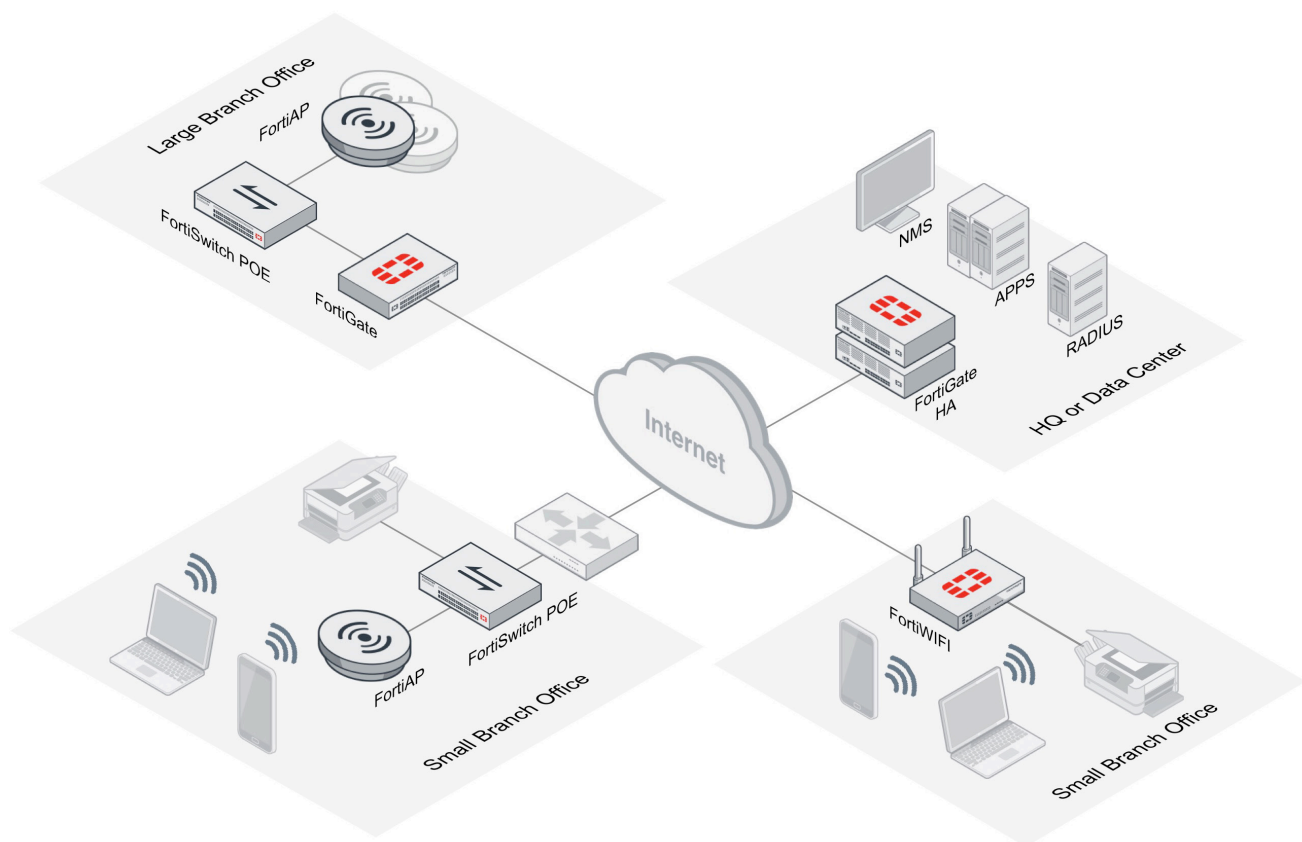 Large Branch Office
FortiAP
FortiSwitch POE
FortiGate
NMS
APPS
RADIUS
FortiGate
HA
HQ or Data Center
Internet
FortiSwitch POE
FortiAP
Small Branch Office
FortiWIFI
Small Branch Office